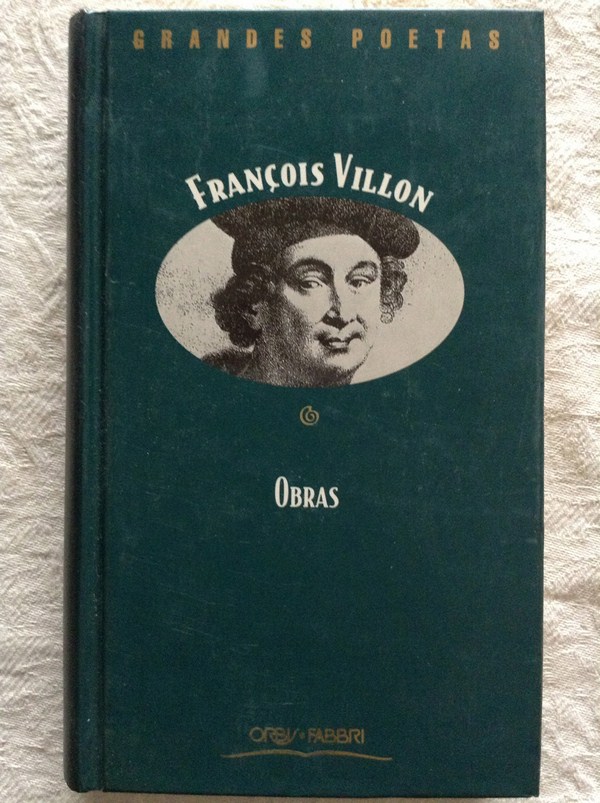 GRANDES POETAS
FRANÇOIS VILLON
OBRAS
ORBIS • FABBRI